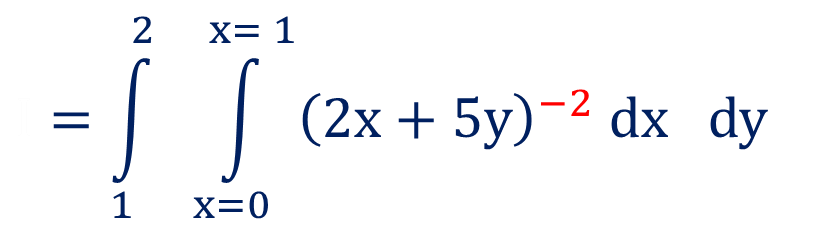 2 x= 1
= ∫ ∫ (2x + 5y)⁻² dx dy
1 x=0